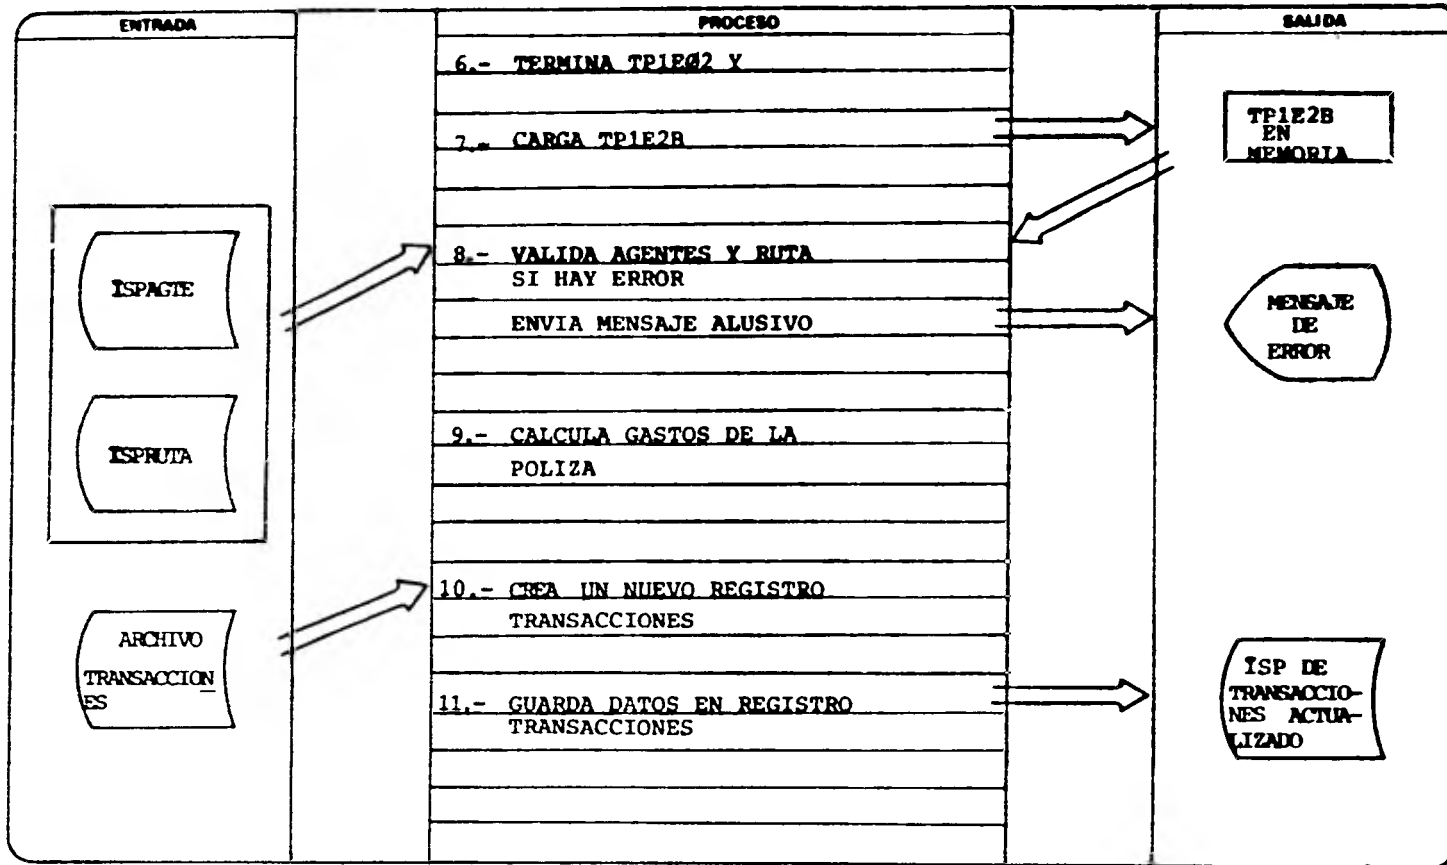 ENTRADA
PROCESO
SALIDA
6.- TERMINA TP1EØ2 Y
7.- CARGA TP1E2B
TP1E2B
EN
MEMORIA
8.- VALIDA AGENTES Y RUTA
SI HAY ERROR
ENVIA MENSAJE ALUSIVO
ISPAGTE
ISPRUTA
MENSAJE
DE
ERROR
9.- CALCULA GASTOS DE LA
POLIZA
10.- CREA UN NUEVO REGISTRO
TRANSACCIONES
ARCHIVO
TRANSACCION
ES
11.- GUARDA DATOS EN REGISTRO
TRANSACCIONES
ISP DE
TRANSACCIO-
NES ACTUA-
LIZADO